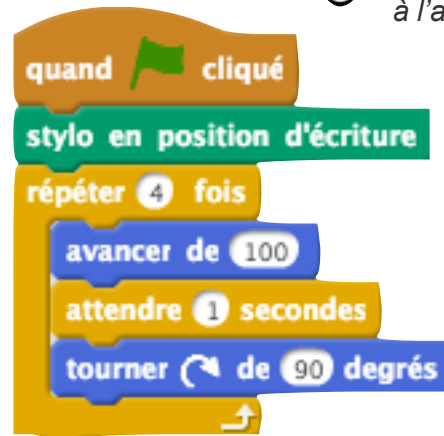 à l'a
quand cliqué
stylo en position d'écriture
répéter 4 fois
avancer de 100
attendre 1 secondes
tourner de 90 degrés